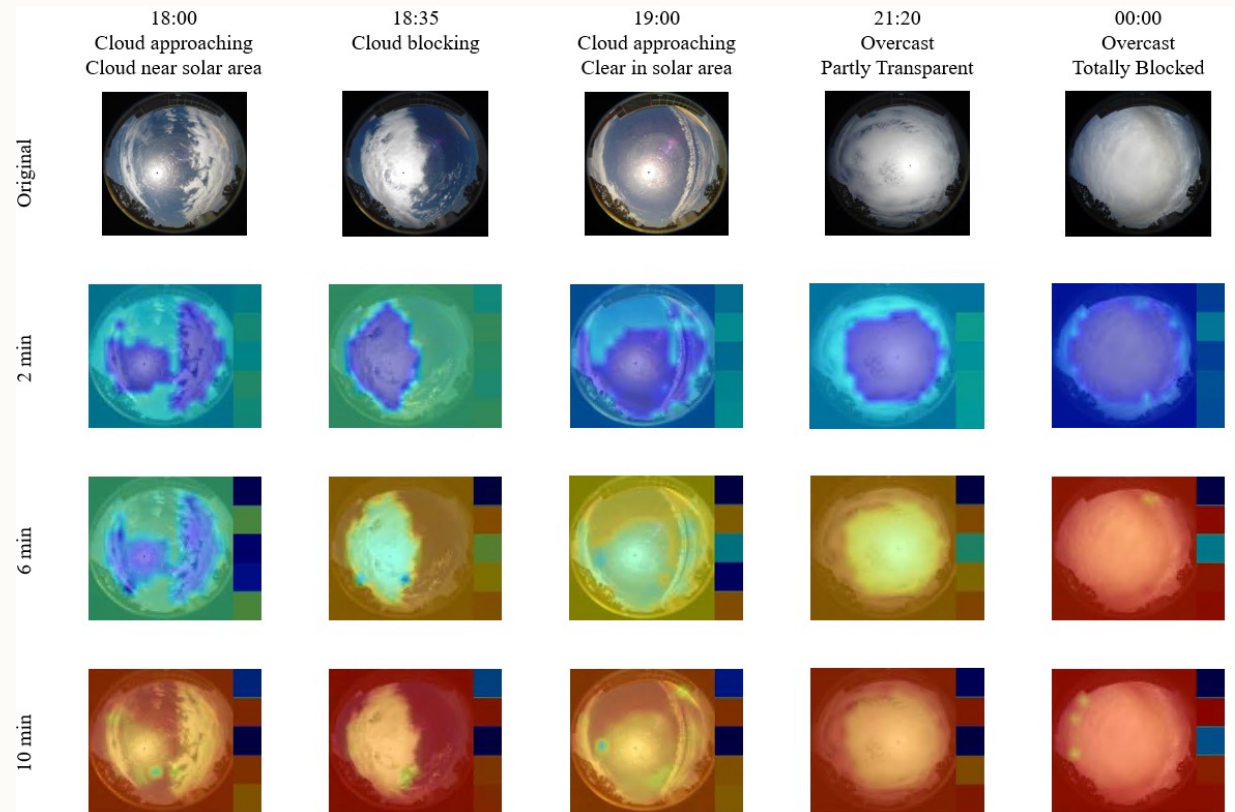 18:00
Cloud approaching
Cloud near solar area
18:35
Cloud blocking
19:00
Cloud approaching
Clear in solar area
21:20
Overcast
Partly Transparent
00:00
Overcast
Totally Blocked
Original
2 min
6 min
10 min